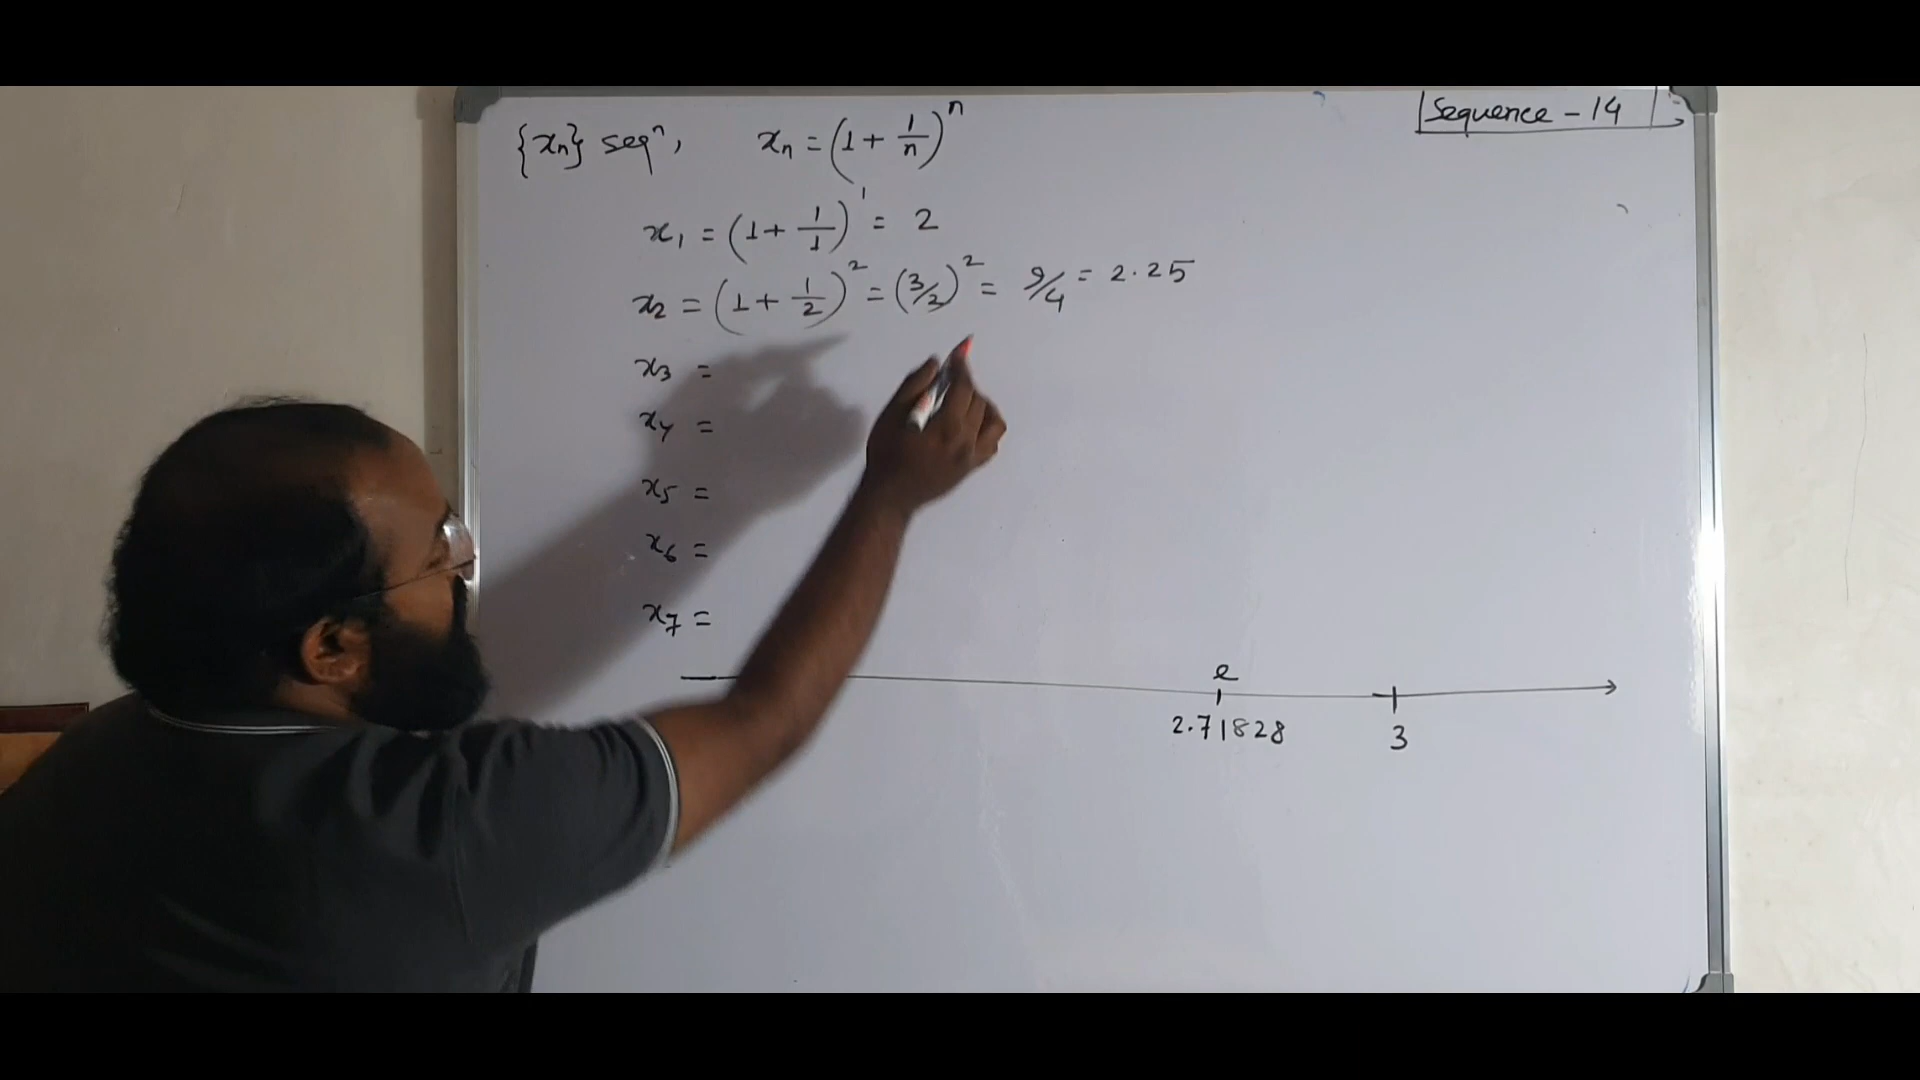 Sequence - 14
{xₙ} seqⁿ, xₙ = (1 + 1/n)ⁿ
x₁ = (1 + 1/1)¹ = 2
x₂ = (1 + 1/2)² = (3/2)² = 9/4 = 2.25
x₃ =
x₄ =
x₅ =
x₆ =
x₇ =
e
2.71828 3